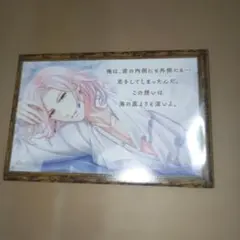 俺は、君の内側にも外側にも…
恋をしてしまったんだ。
この想いは
海の底よりも深いよ。